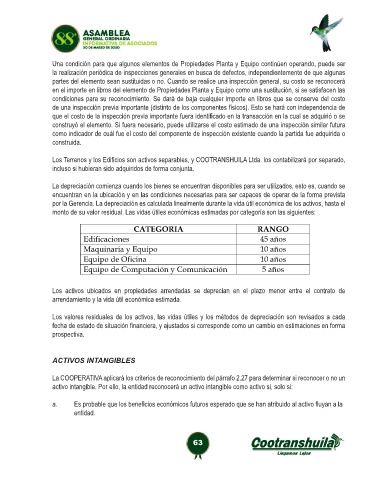 88ª ASAMBLEA
GENERAL ORDINARIA
INFORMATIVA DE ASOCIADOS
Una condición para que algunos elementos de Propiedades Planta y Equipo continúen operando, puede ser
la realización periódica de inspecciones generales en busca de defectos, independientemente de que algunas
partes del elemento sean sustituidas o no. Cuando se realice una inspección general, su costo se reconocerá
en el importe en libros del elemento de Propiedades Planta y Equipo como una sustitución, si se satisfacen las
condiciones para su reconocimiento. Se dará de baja cualquier importe en libros que se conserve del costo
de una inspección previa importante (distinto de los componentes físicos). Esto se hará con independencia de
que el costo de la inspección previa importante fuera identificado en la transacción en la cual se adquirió o se
construyó el elemento. Si fuera necesario, puede utilizarse el costo estimado de una inspección similar futura
como indicador de cuál fue el costo del componente de inspección existente cuando la partida fue adquirida o
construida.
Los Terrenos y los Edificios son activos separables, y COOTRANSHUILA Ltda. los contabilizará por separado,
incluso si hubieran sido adquiridos de forma conjunta.
La depreciación comienza cuando los bienes se encuentran disponibles para ser utilizados, esto es, cuando se
encuentran en la ubicación y en las condiciones necesarias para ser capaces de operar de la forma prevista
por la Gerencia. La depreciación es calculada linealmente durante la vida útil económica de los activos, hasta el
monto de su valor residual. Las vidas útiles económicas estimadas por categoría son las siguientes:
CATEGORIA RANGO
Edificaciones 45 años
Maquinaria y Equipo 10 años
Equipo de Oficina 10 años
Equipo de Computación y Comunicación 5 años
Los activos ubicados en propiedades arrendadas se deprecian en el plazo menor entre el contrato de
arrendamiento y la vida útil económica estimada.
Los valores residuales de los activos, las vidas útiles y los métodos de depreciación son revisados a cada
fecha de estado de situación financiera, y ajustados si corresponde como un cambio en estimaciones en forma
prospectiva.
ACTIVOS INTANGIBLES
La COOPERATIVA aplicará los criterios de reconocimiento del párrafo 2.27 para determinar si reconocer o no un
activo intangible. Por ello, la entidad reconocerá un activo intangible como activo si, solo si:
a. Es probable que los beneficios económicos futuros esperado que se han atribuido al activo fluyan a la
entidad.
63
Cootranshuila
Llegamos Lejos